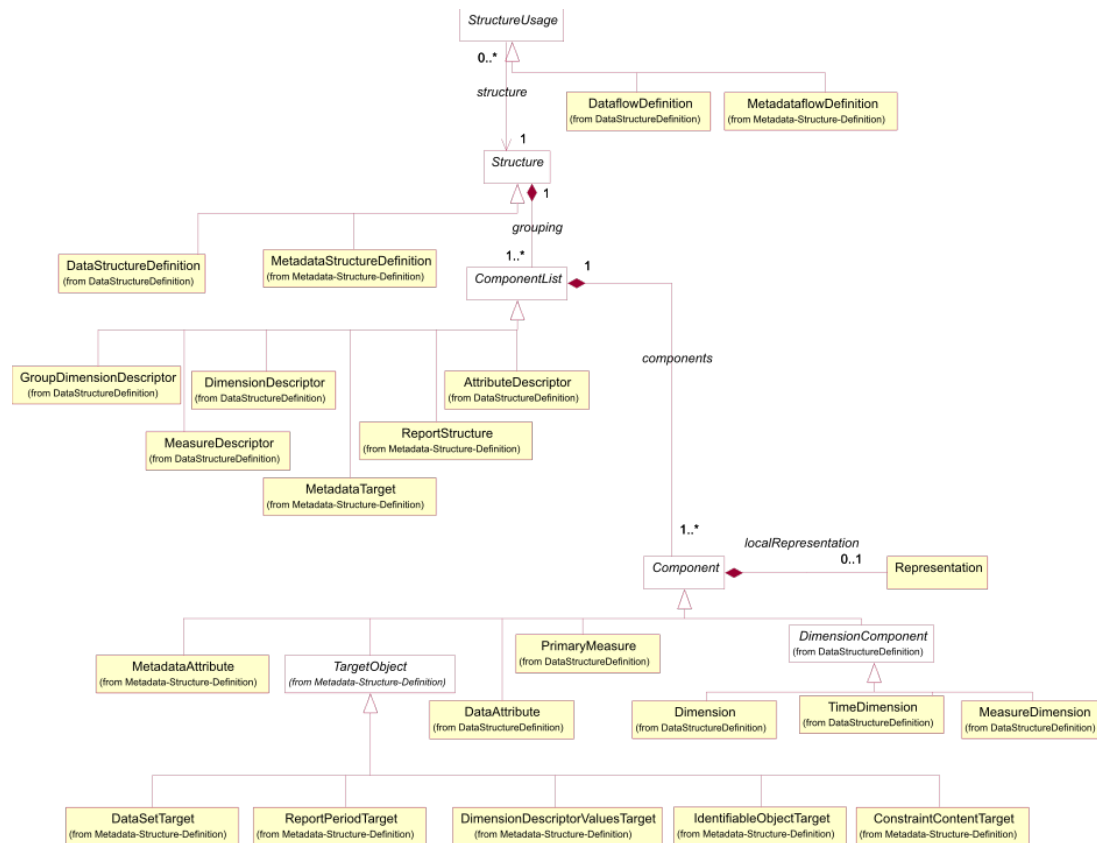 StructureUsage
0..*
structure
DataflowDefinition
(from DataStructureDefinition)
MetadataflowDefinition
(from Metadata-Structure-Definition)
1
Structure
1
grouping
DataStructureDefinition
(from DataStructureDefinition)
MetadataStructureDefinition
(from Metadata-Structure-Definition)
1..*
1
ComponentList
components
GroupDimensionDescriptor
(from DataStructureDefinition)
DimensionDescriptor
(from DataStructureDefinition)
AttributeDescriptor
(from DataStructureDefinition)
MeasureDescriptor
(from DataStructureDefinition)
ReportStructure
(from Metadata-Structure-Definition)
MetadataTarget
(from Metadata-Structure-Definition)
1..*
localRepresentation
0..1
Component
Representation
MetadataAttribute
(from Metadata-Structure-Definition)
TargetObject
(from Metadata-Structure-Definition)
PrimaryMeasure
(from DataStructureDefinition)
DimensionComponent
(from DataStructureDefinition)
DataAttribute
(from DataStructureDefinition)
Dimension
(from DataStructureDefinition)
TimeDimension
(from DataStructureDefinition)
MeasureDimension
(from DataStructureDefinition)
DataSetTarget
(from Metadata-Structure-Definition)
ReportPeriodTarget
(from Metadata-Structure-Definition)
DimensionDescriptorValuesTarget
(from Metadata-Structure-Definition)
IdentifiableObjectTarget
(from Metadata-Structure-Definition)
ConstraintContentTarget
(from Metadata-Structure-Definition)